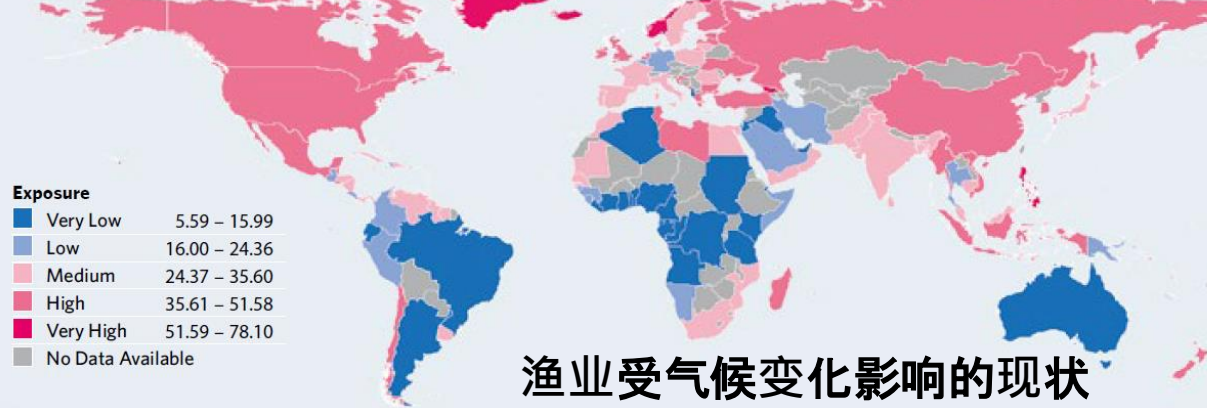 Exposure
Very Low 5.59 – 15.99
Low 16.00 – 24.36
Medium 24.37 – 35.60
High 35.61 – 51.58
Very High 51.59 – 78.10
No Data Available
渔业受气候变化影响的现状